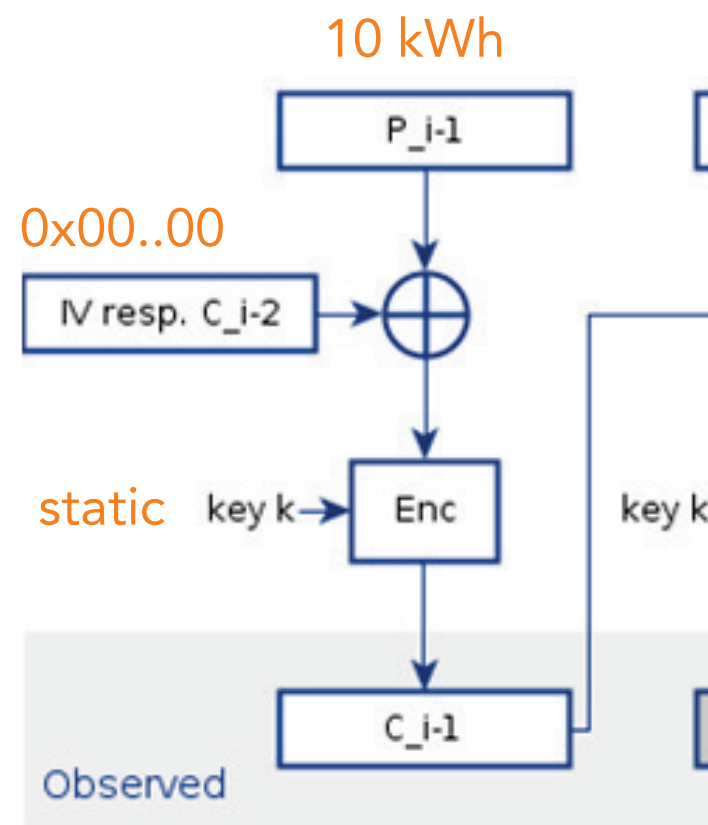 10 kWh
P_i-1
0x00..00
IV resp. C_i-2
static key k Enc key k
C_i-1
Observed